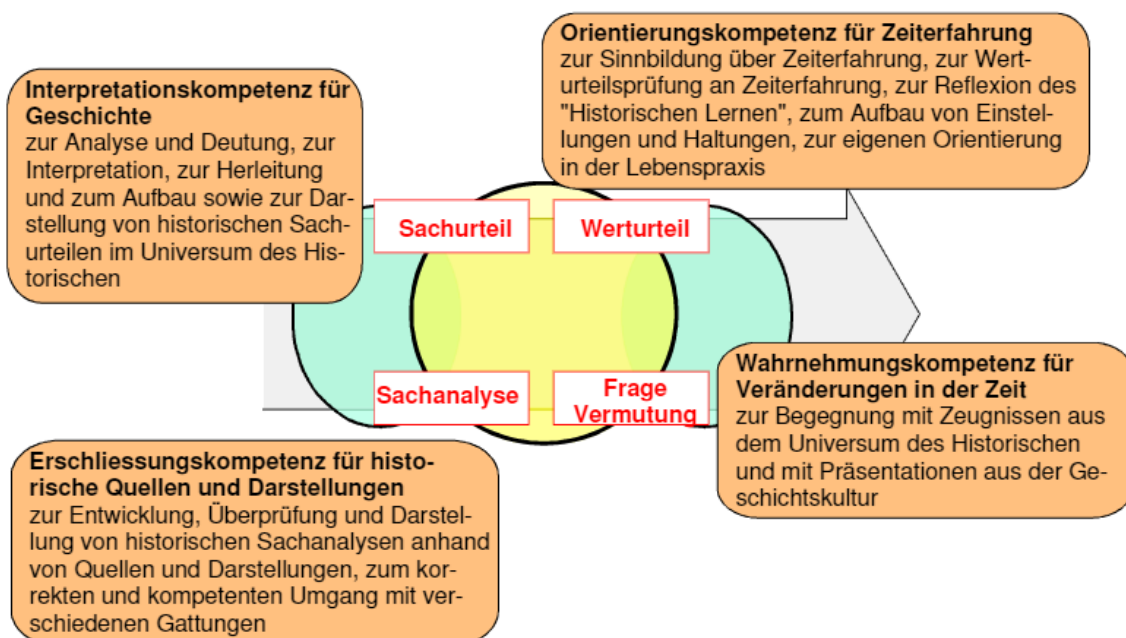 Orientierungskompetenz für Zeiterfahrung
zur Sinnbildung über Zeiterfahrung, zur Wert-
urteilsprüfung an Zeiterfahrung, zur Reflexion des
"Historischen Lernen", zum Aufbau von Einstel-
lungen und Haltungen, zur eigenen Orientierung
in der Lebenspraxis
Interpretationskompetenz für
Geschichte
zur Analyse und Deutung, zur
Interpretation, zur Herleitung
und zum Aufbau sowie zur Dar-
stellung von historischen Sach-
urteilen im Universum des His-
torischen
Sachurteil
Werturteil
Sachanalyse
Frage
Vermutung
Wahrnehmungskompetenz für
Veränderungen in der Zeit
zur Begegnung mit Zeugnissen aus
dem Universum des Historischen
und mit Präsentationen aus der Ge-
schichtskultur
Erschliessungskompetenz für histo-
rische Quellen und Darstellungen
zur Entwicklung, Überprüfung und Darstel-
lung von historischen Sachanalysen anhand
von Quellen und Darstellungen, zum kor-
rekten und kompetenten Umgang mit ver-
schiedenen Gattungen